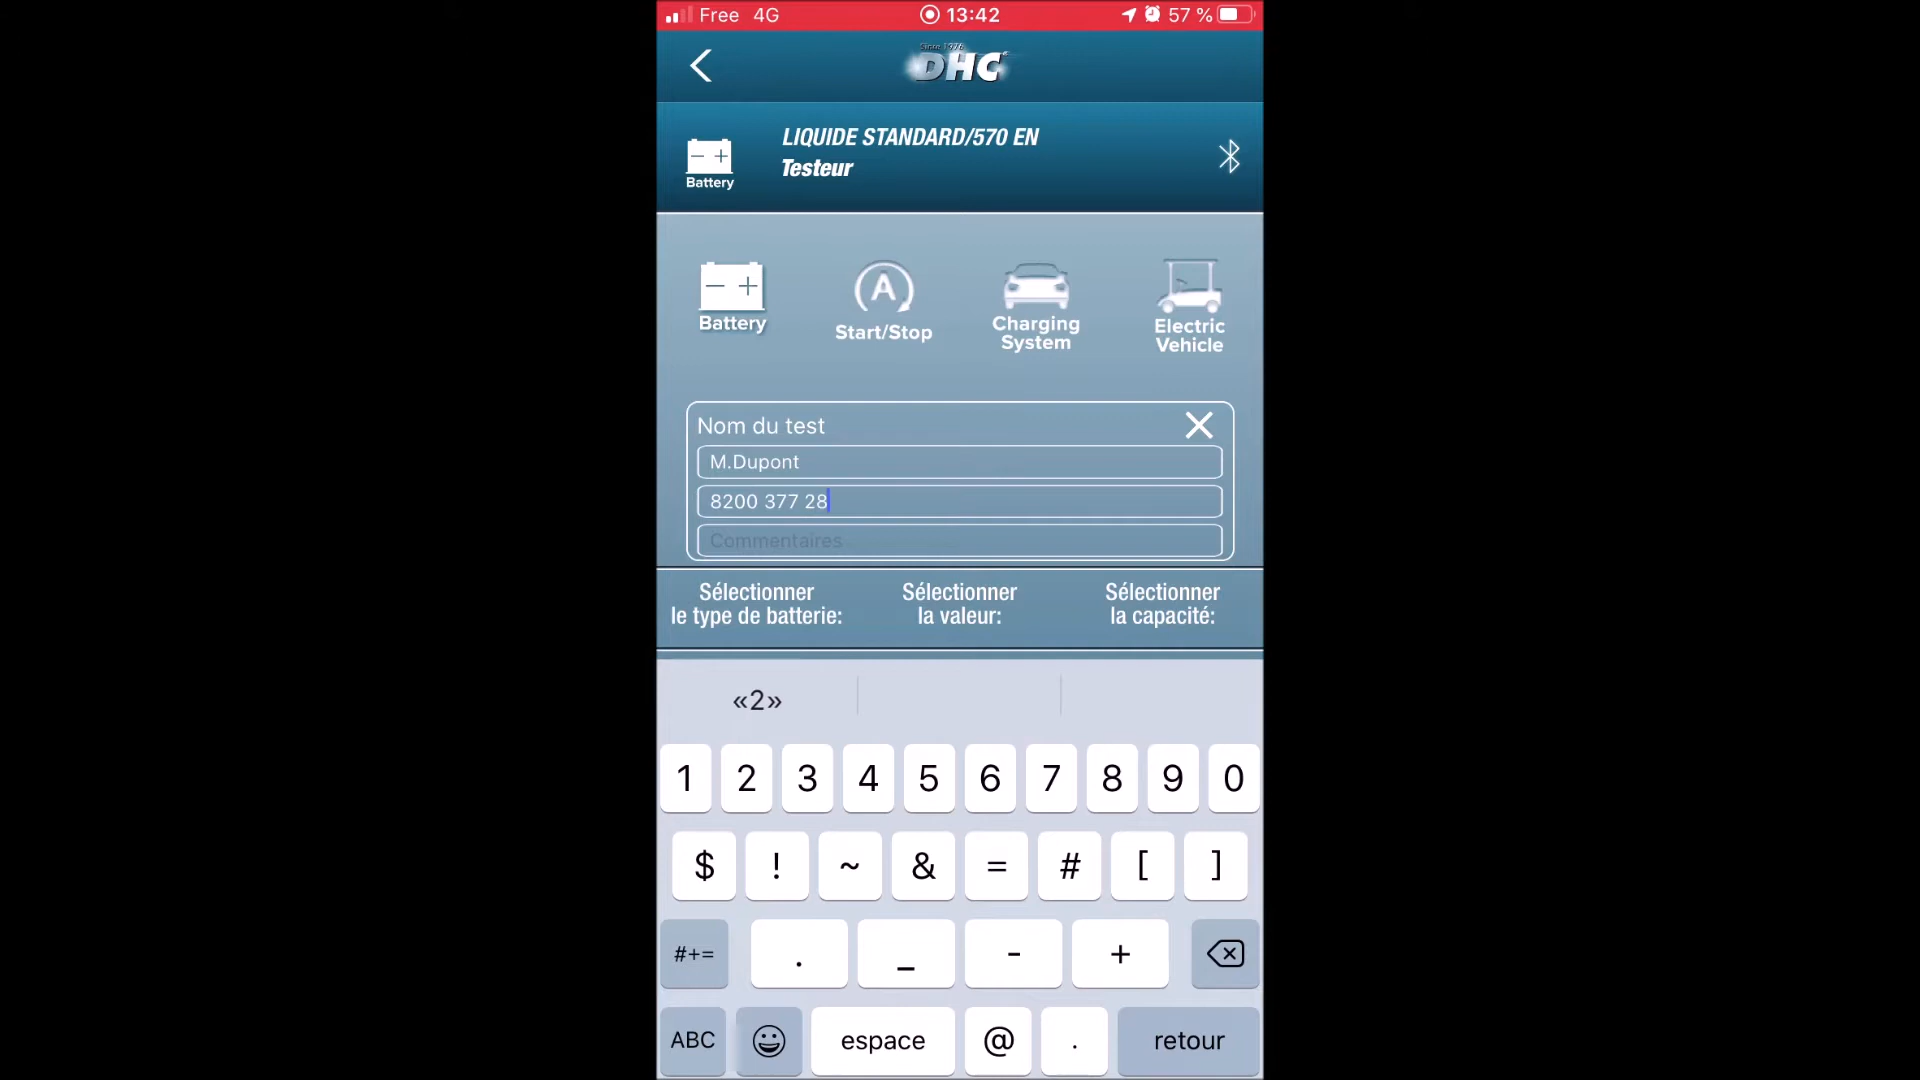 Free 4G 13:42 57 %
Since 1976
DHC
LIQUIDE STANDARD/570 EN
Testeur
Battery
Battery
Start/Stop
Charging
System
Electric
Vehicle
Nom du test
M.Dupont
8200 377 28
Commentaires
Sélectionner
le type de batterie:
Sélectionner
la valeur:
Sélectionner
la capacité:
«2»
1 2 3 4 5 6 7 8 9 0
$ ! ~ & = # [ ]
#+= . _ - +
ABC espace @ . retour